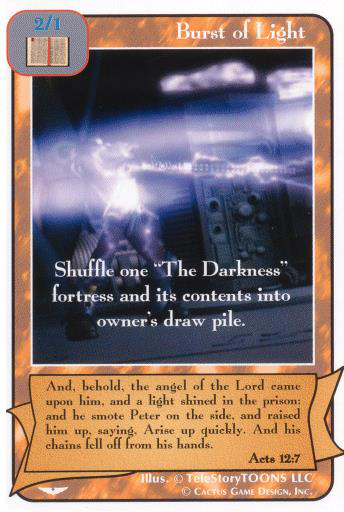 2/1
Burst of Light
Shuffle one "The Darkness"
fortress and its contents into
owner's draw pile.
And, behold, the angel of the Lord came
upon him, and a light shined in the prison:
and he smote Peter on the side, and raised
him up, saying, Arise up quickly. And his
chains fell off from his hands.
Acts 12:7
Illus. © TeleStoryTOONS LLC
© Cactus Game Design, Inc.